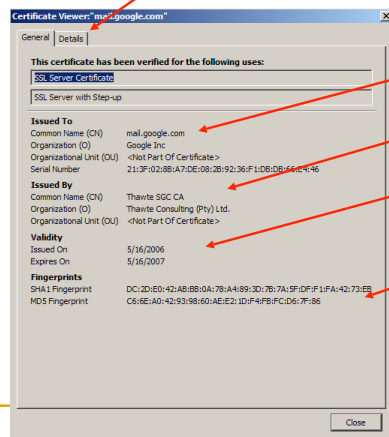 Certificate Viewer:"mail.google.com"
General Details
This certificate has been verified for the following uses:
SSL Server Certificate
SSL Server with Step-up
Issued To
Common Name (CN) mail.google.com
Organization (O) Google Inc
Organizational Unit (OU) <Not Part Of Certificate>
Serial Number 21:3F:02:8B:A7:DE:08:2B:92:36:F1:DB:DB:66:E4:46
Issued By
Common Name (CN) Thawte SGC CA
Organization (O) Thawte Consulting (Pty) Ltd.
Organizational Unit (OU) <Not Part Of Certificate>
Validity
Issued On 5/16/2006
Expires On 5/16/2007
Fingerprints
SHA1 Fingerprint DC:2D:E0:42:AB:BB:0A:78:A4:89:3D:7B:7A:5F:DF:F1:FA:42:73:EB
MD5 Fingerprint C6:6E:A0:42:93:98:60:AE:E2:1D:F4:FB:FC:D6:7F:86
Close